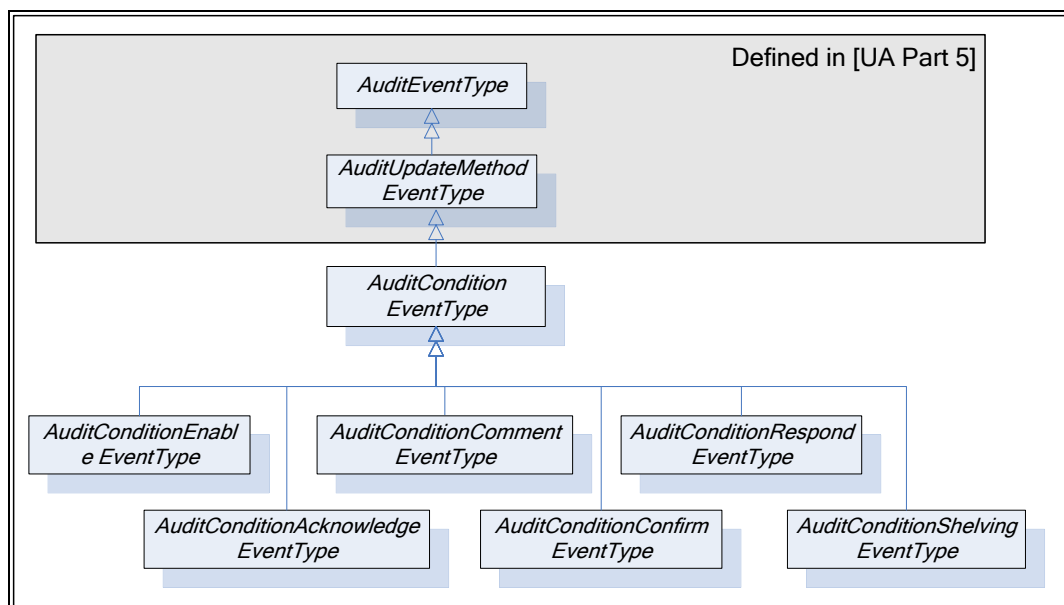 Defined in [UA Part 5]
AuditEventType
AuditUpdateMethod
EventType
AuditCondition
EventType
AuditConditionEnabl
e EventType
AuditConditionComment
EventType
AuditConditionRespond
EventType
AuditConditionAcknowledge
EventType
AuditConditionConfirm
EventType
AuditConditionShelving
EventType